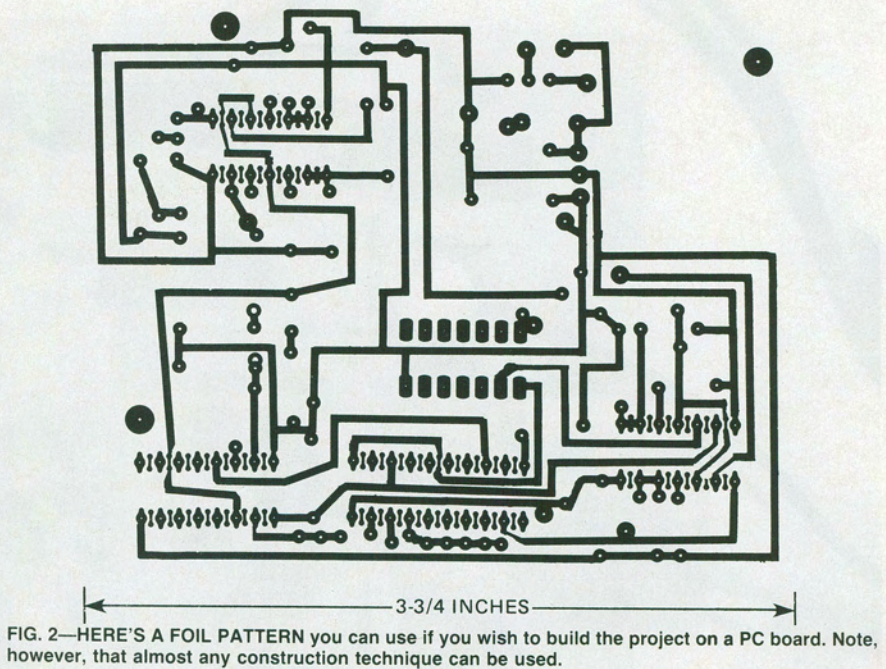 3-3/4 INCHES
FIG. 2—HERE'S A FOIL PATTERN you can use if you wish to build the project on a PC board. Note,
however, that almost any construction technique can be used.